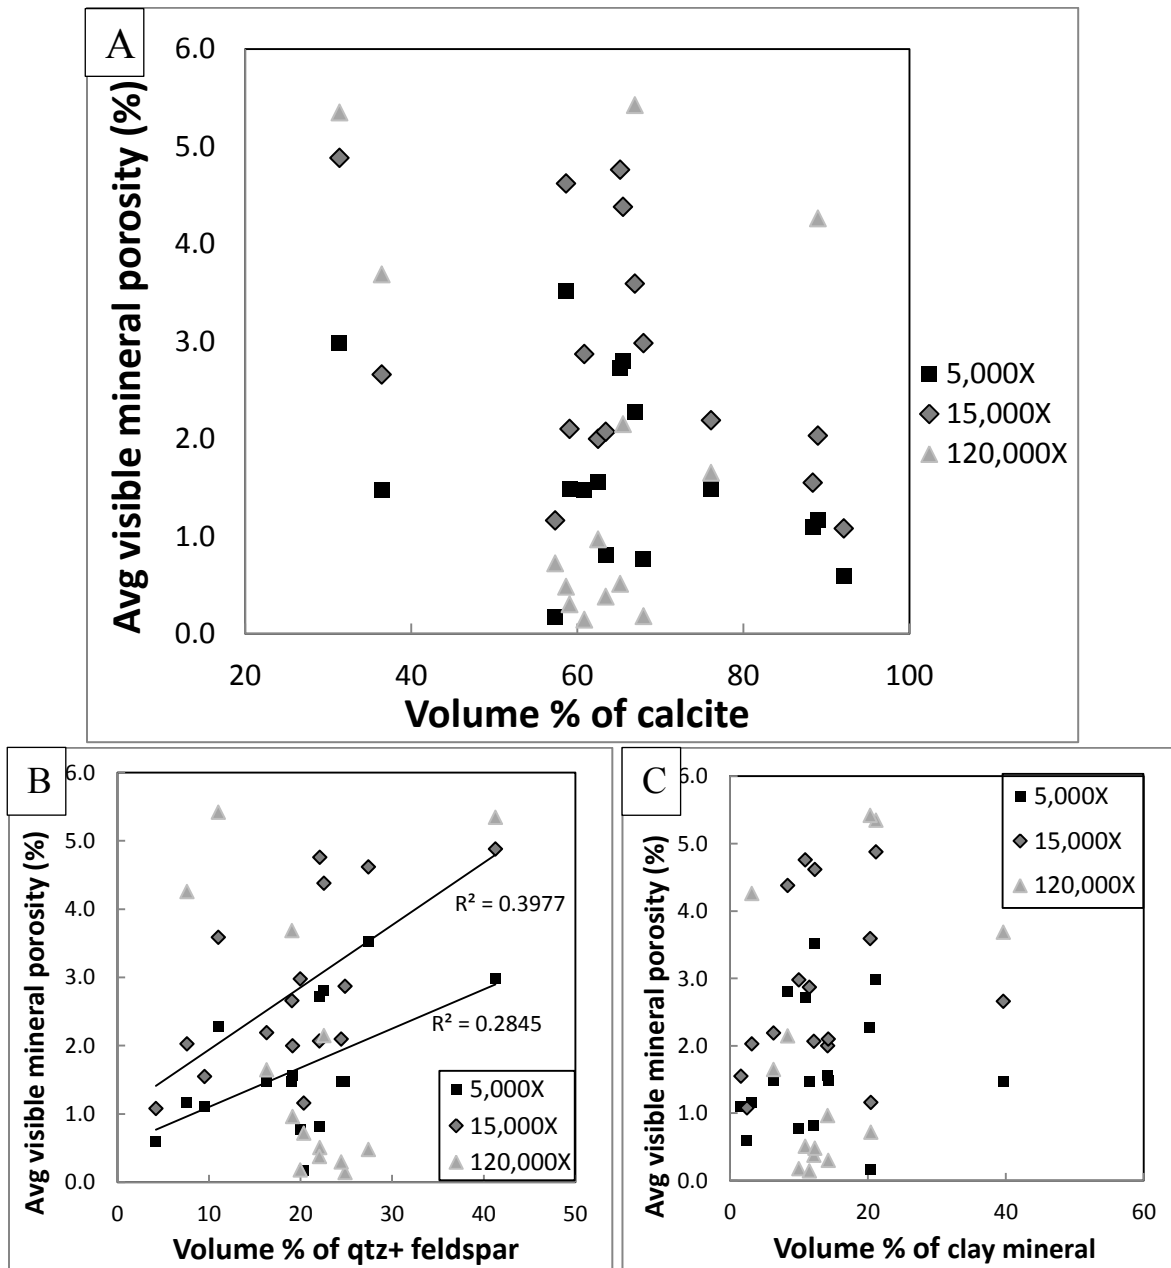 A
Avg visible mineral porosity (%)
6.0
5.0
4.0
3.0
2.0
1.0
0.0
20 40 60 80 100
Volume % of calcite
5,000X
15,000X
120,000X
B
Avg visible mineral porosity (%)
6.0
5.0
4.0
3.0
2.0
1.0
0.0
R² = 0.3977
R² = 0.2845
5,000X
15,000X
120,000X
0 10 20 30 40 50
Volume % of qtz+ feldspar
C
Avg visible mineral porosity (%)
6.0
5.0
4.0
3.0
2.0
1.0
0.0
5,000X
15,000X
120,000X
0 20 40 60
Volume % of clay mineral